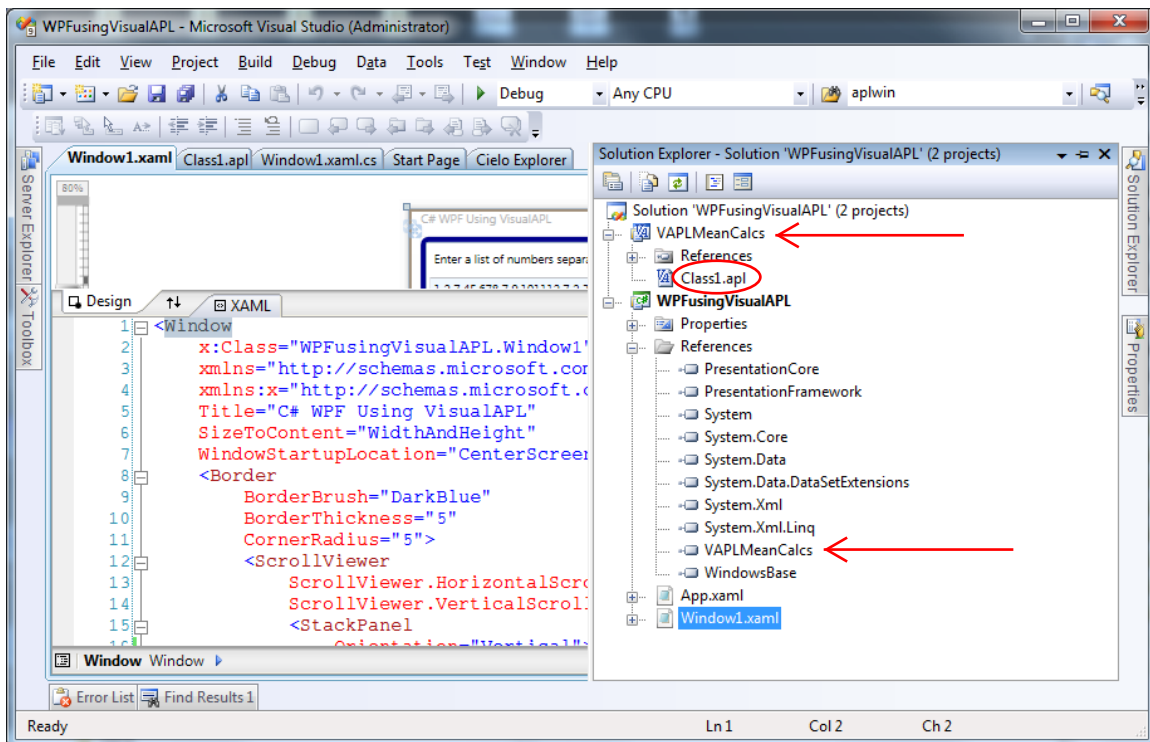 WPFusingVisualAPL - Microsoft Visual Studio (Administrator)
File Edit View Project Build Debug Data Tools Test Window Help
Debug Any CPU aplwin
Server Explorer
Toolbox
Window1.xaml Class1.apl Window1.xaml.cs Start Page Cielo Explorer
80%
C# WPF Using VisualAPL
Enter a list of numbers separa
Design XAML
1 <Window
2 x:Class="WPFusingVisualAPL.Window1"
3 xmlns="http://schemas.microsoft.com
4 xmlns:x="http://schemas.microsoft.c
5 Title="C# WPF Using VisualAPL"
6 SizeToContent="WidthAndHeight"
7 WindowStartupLocation="CenterScreen
8 <Border
9 BorderBrush="DarkBlue"
10 BorderThickness="5"
11 CornerRadius="5">
12 <ScrollViewer
13 ScrollViewer.HorizontalScro
14 ScrollViewer.VerticalScroll
15 <StackPanel
16 Orientation="Vertical">
Window Window
Solution Explorer - Solution 'WPFusingVisualAPL' (2 projects)
Solution 'WPFusingVisualAPL' (2 projects)
VAPLMeanCalcs
References
Class1.apl
WPFusingVisualAPL
Properties
References
PresentationCore
PresentationFramework
System
System.Core
System.Data
System.Data.DataSetExtensions
System.Xml
System.Xml.Linq
VAPLMeanCalcs
WindowsBase
App.xaml
Window1.xaml
Solution Explorer
Properties
Error List Find Results 1
Ready Ln 1 Col 2 Ch 2